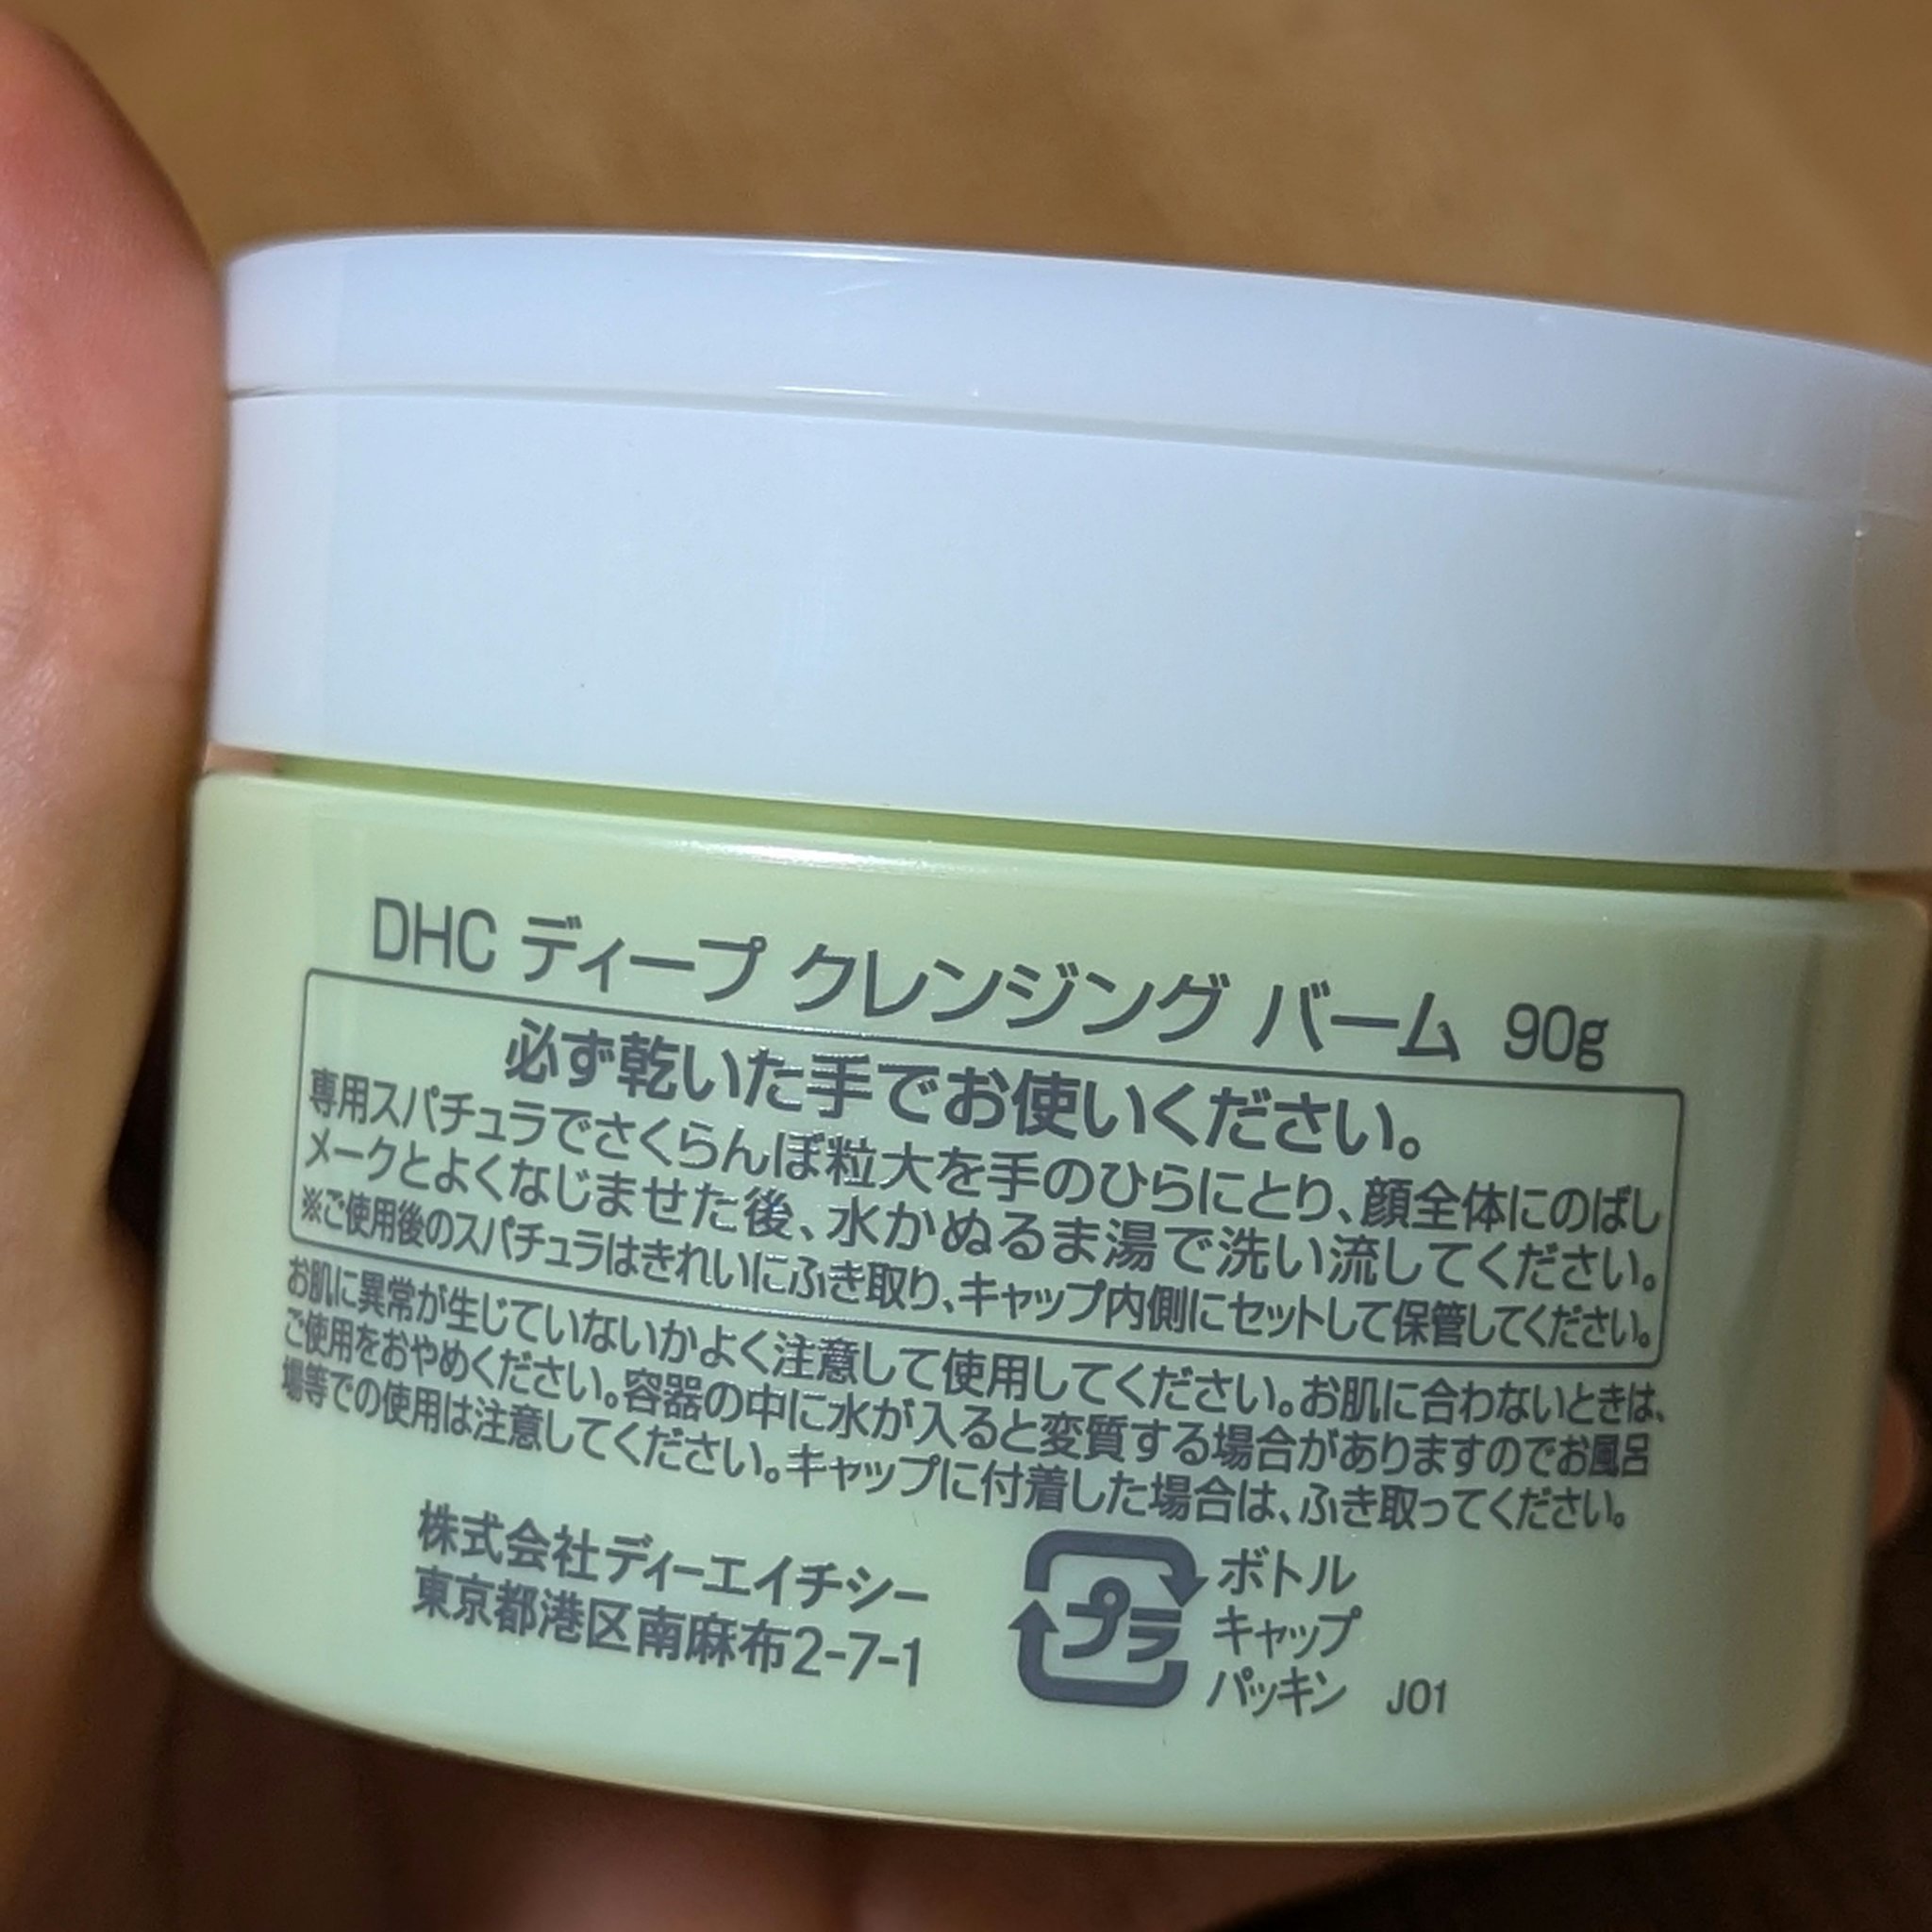 DHC ディープ クレンジング バーム 90g
必ず乾いた手でお使いください。
専用スパチュラでさくらんぼ粒大を手のひらにとり、顔全体にのばし
メークとよくなじませた後、水かぬるま湯で洗い流してください。
※ご使用後のスパチュラはきれいにふき取り、キャップ内側にセットして保管してください。
お肌に異常が生じていないかよく注意して使用してください。お肌に合わないときは、
ご使用をおやめください。容器の中に水が入ると変質する場合がありますのでお風呂
場等での使用は注意してください。キャップに付着した場合は、ふき取ってください。
株式会社ディーエイチシー
東京都港区南麻布2-7-1
プラ
ボトル
キャップ
パッキン J01